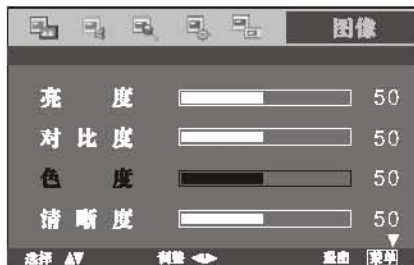 图像
亮 度 50
对 比 度 50
色 度 50
清 晰 度 50
选择 ▲▼ 调整 ◀▶ 退出 菜单